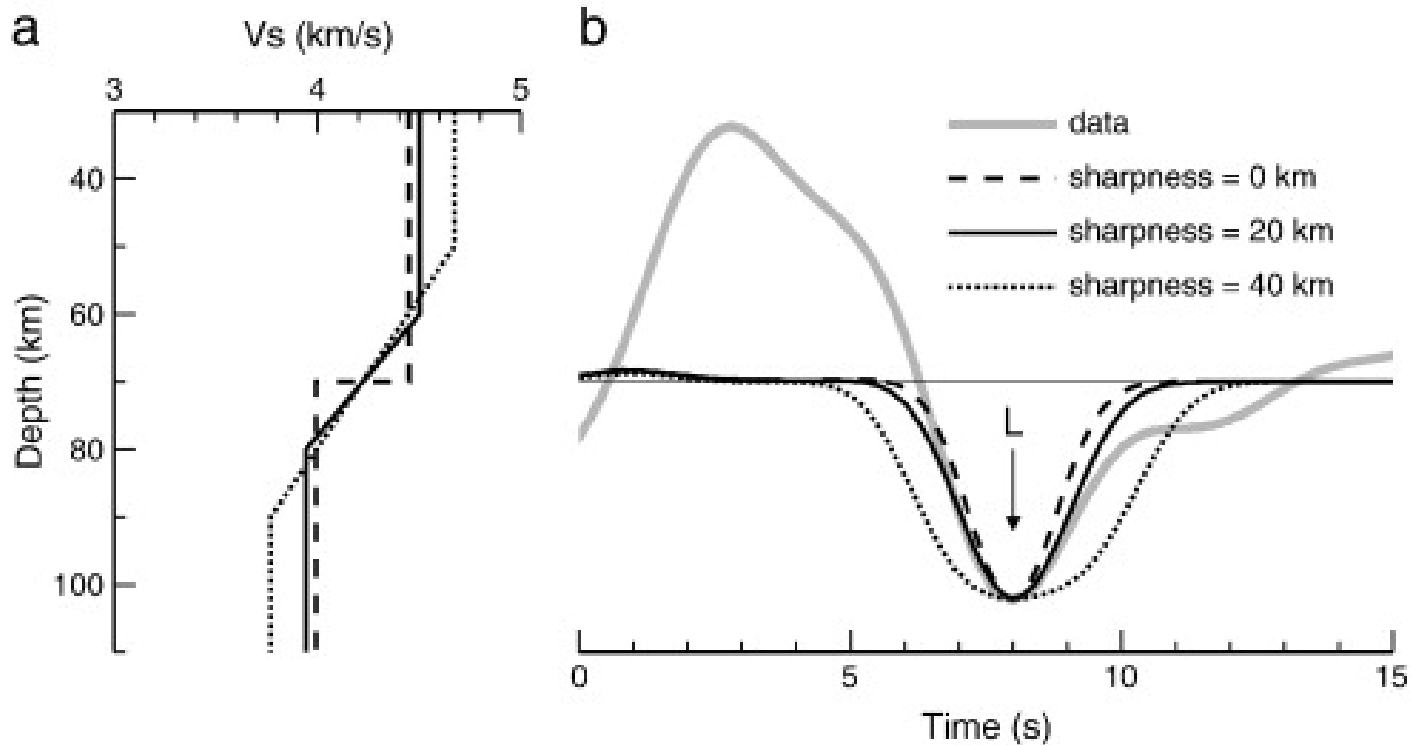 a
Vs (km/s)
3 4 5
40
60
80
100
Depth (km)
b
data
sharpness = 0 km
sharpness = 20 km
sharpness = 40 km
L
0 5 10 15
Time (s)